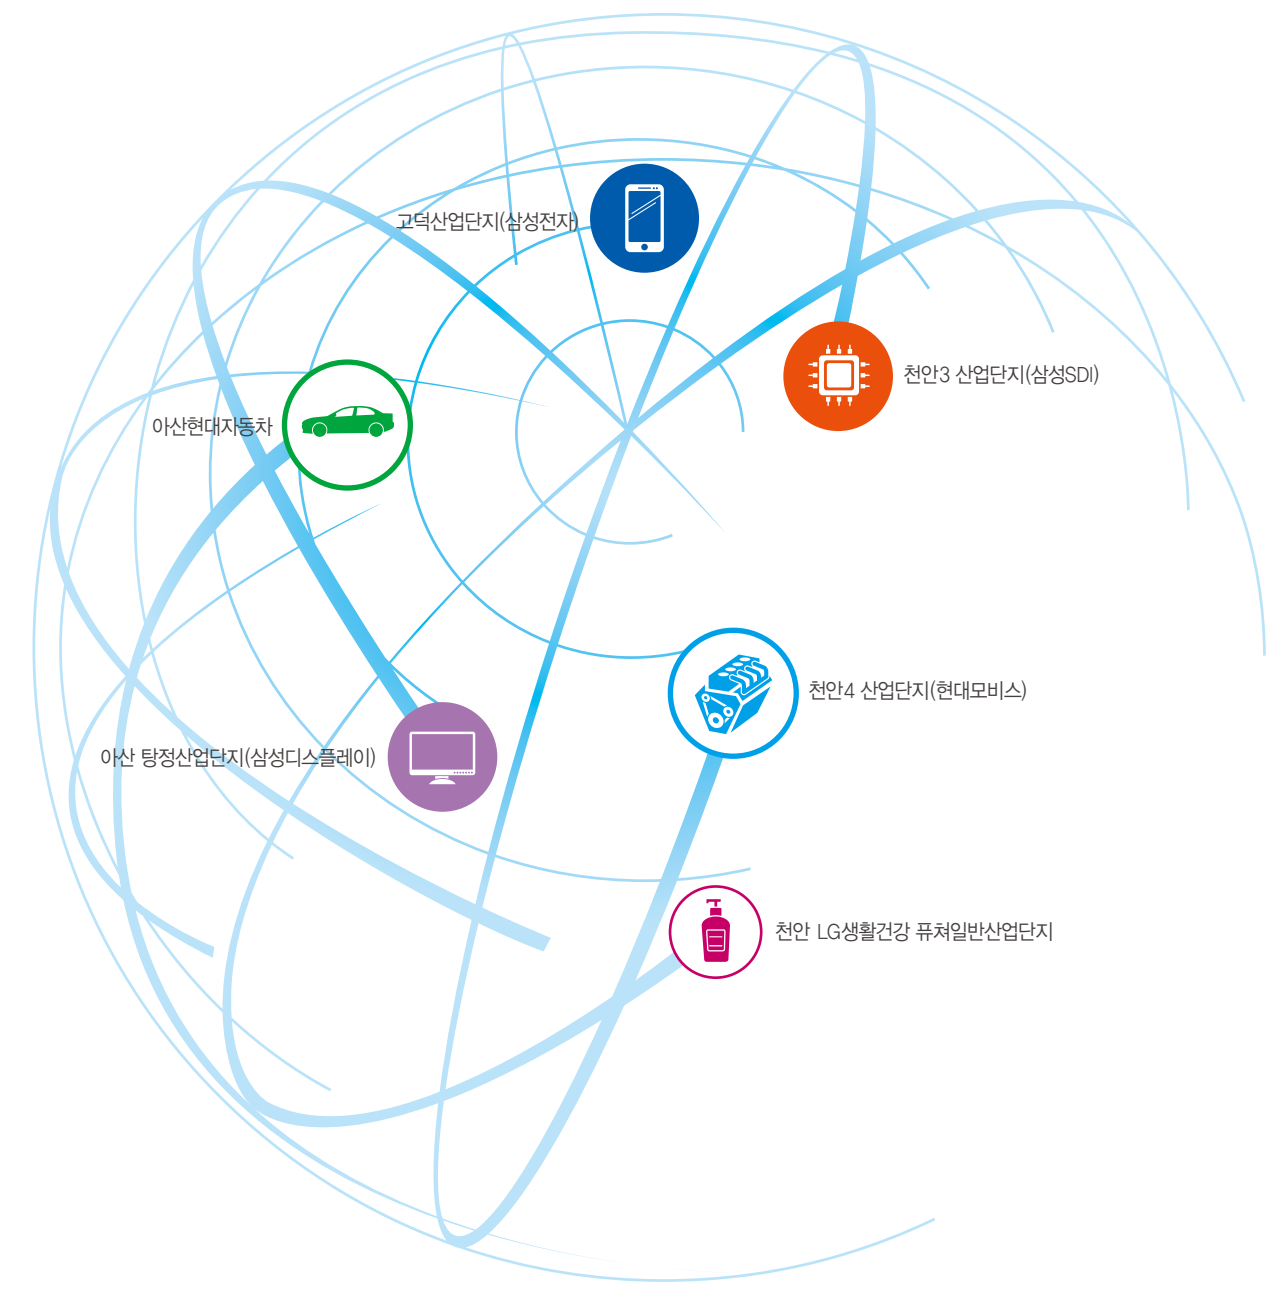 고덕산업단지(삼성전자)
천안3 산업단지(삼성SDI)
아산현대자동차
천안4 산업단지(현대모비스)
아산 탕정산업단지(삼성디스플레이)
천안 LG생활건강 퓨쳐일반산업단지